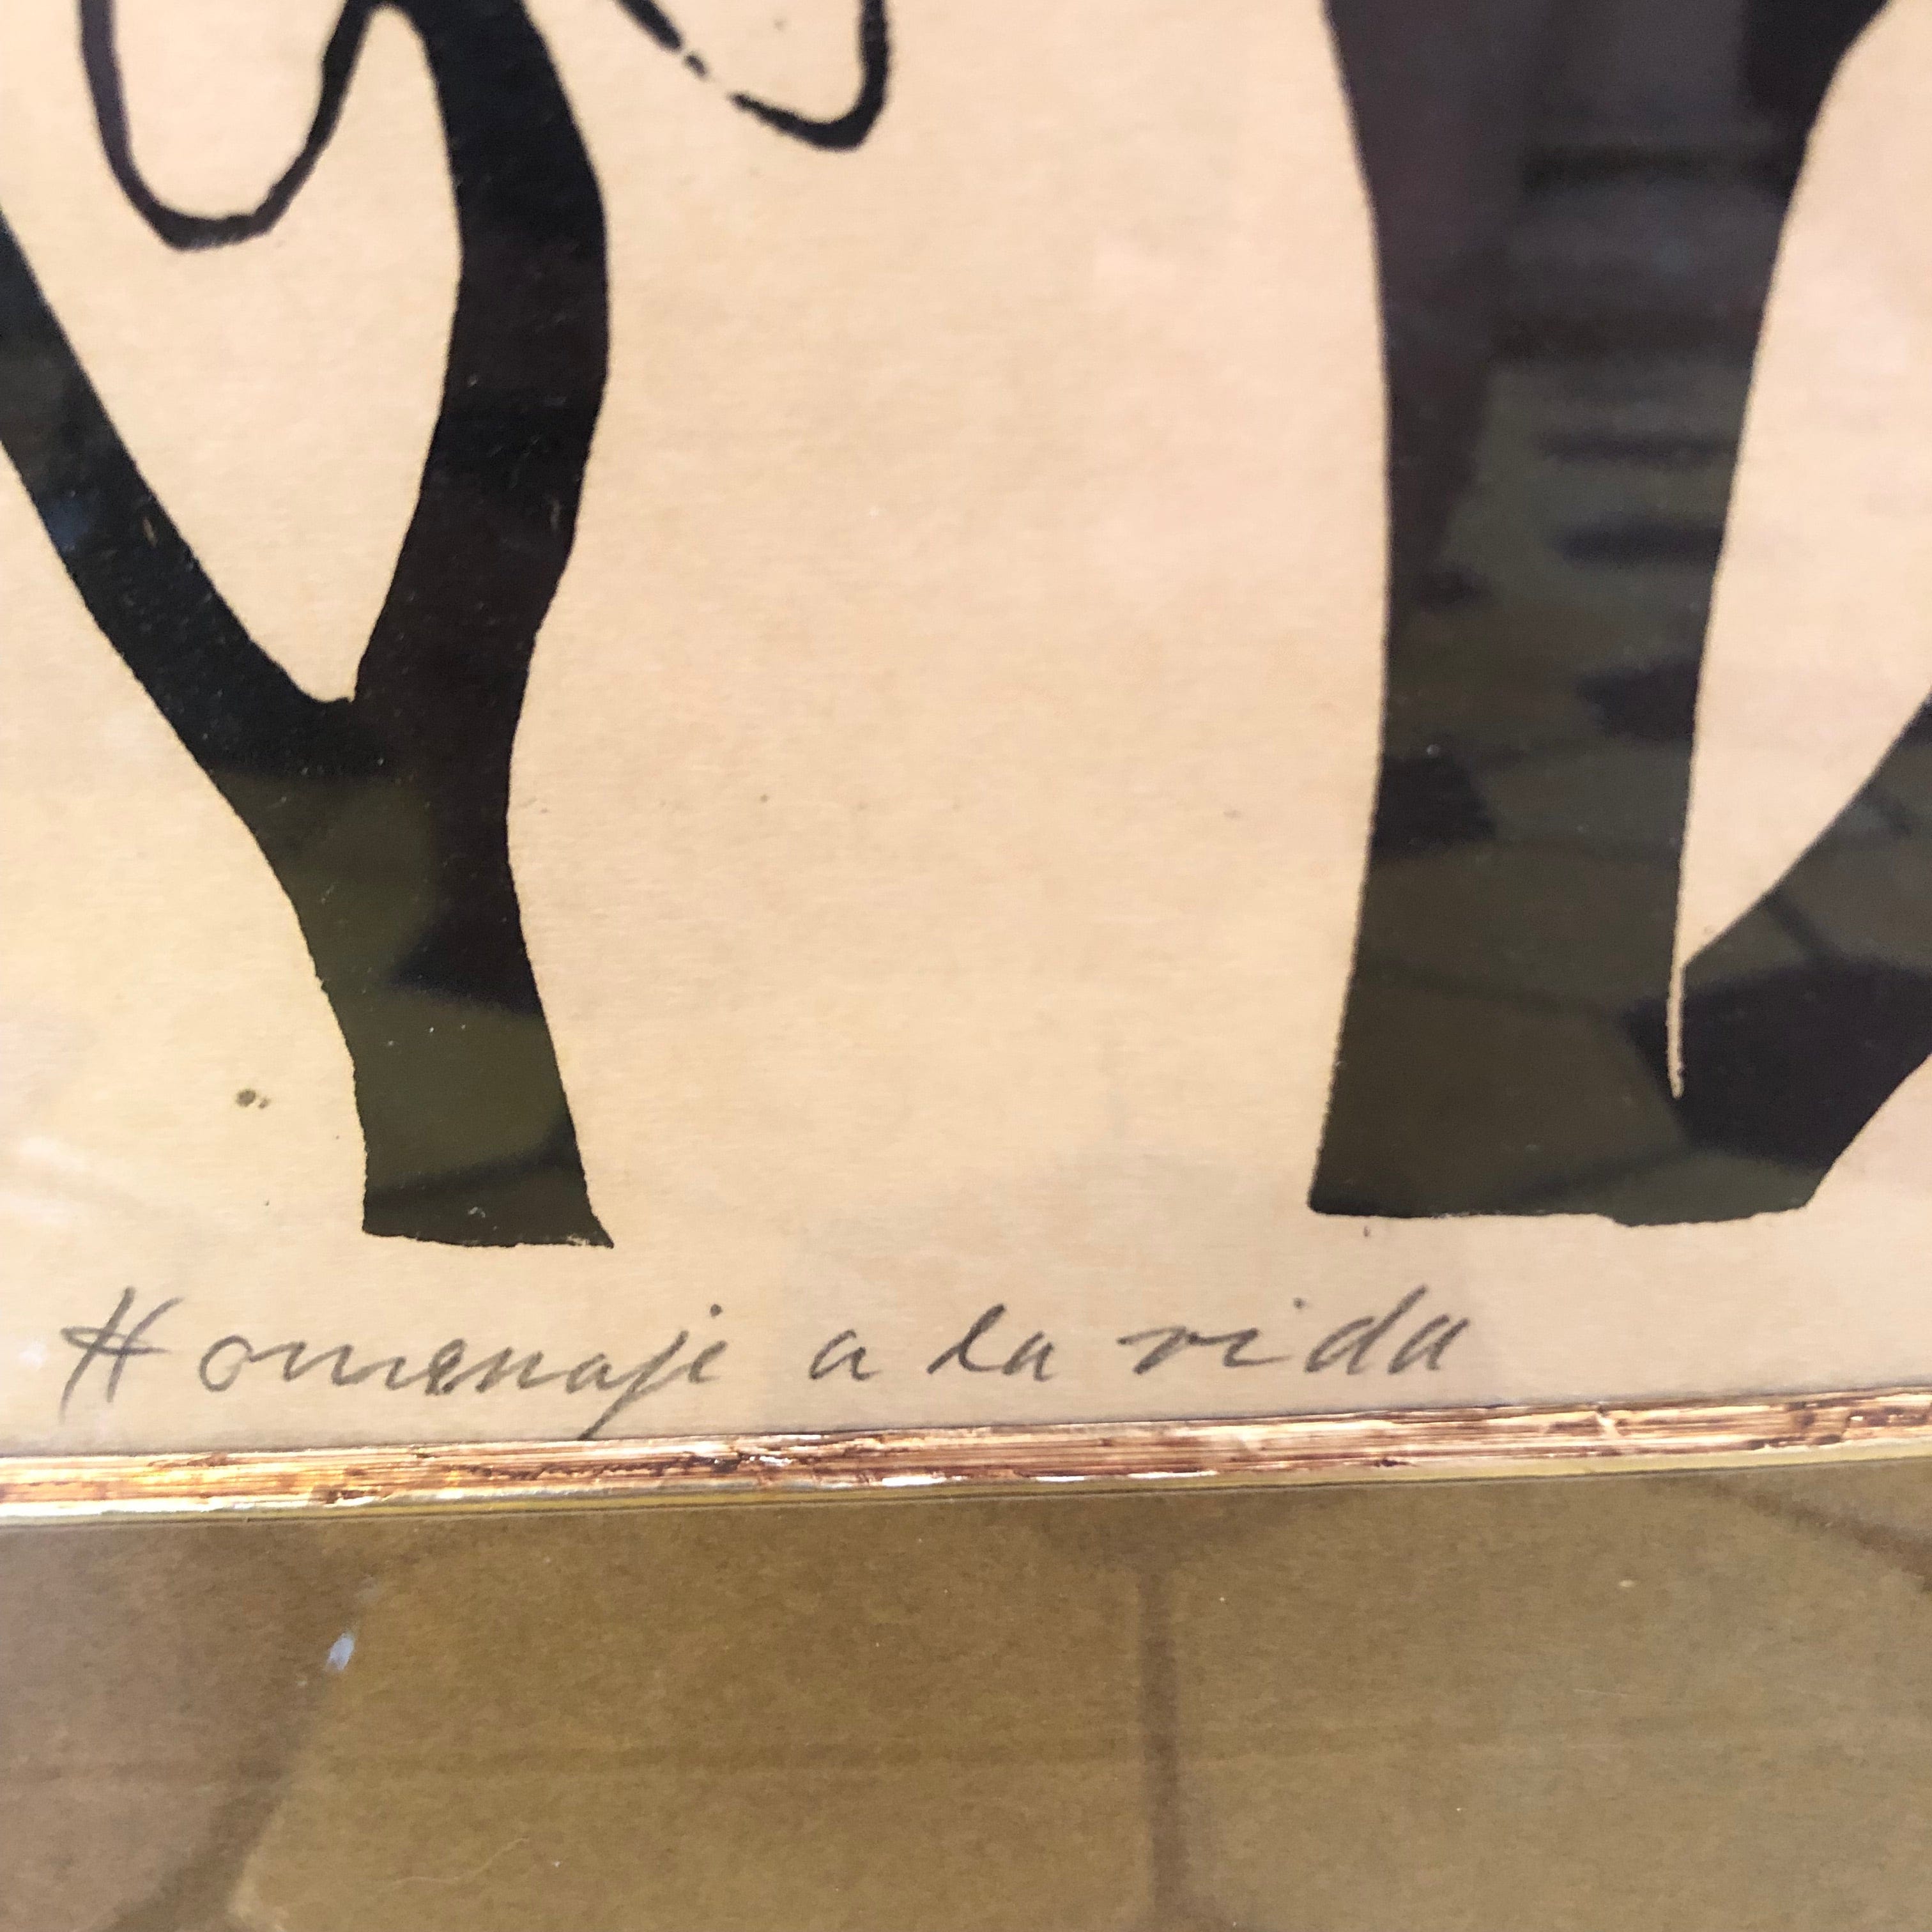 Homenaje a la vida